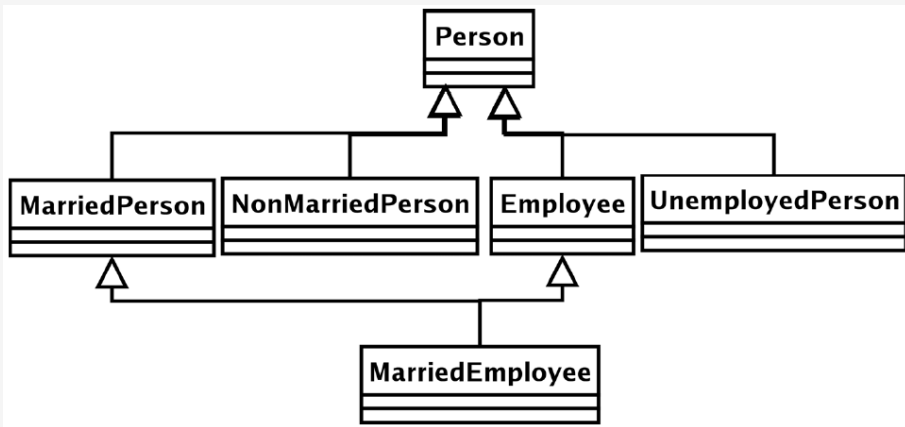 Person
MarriedPerson
NonMarriedPerson
Employee
UnemployedPerson
MarriedEmployee